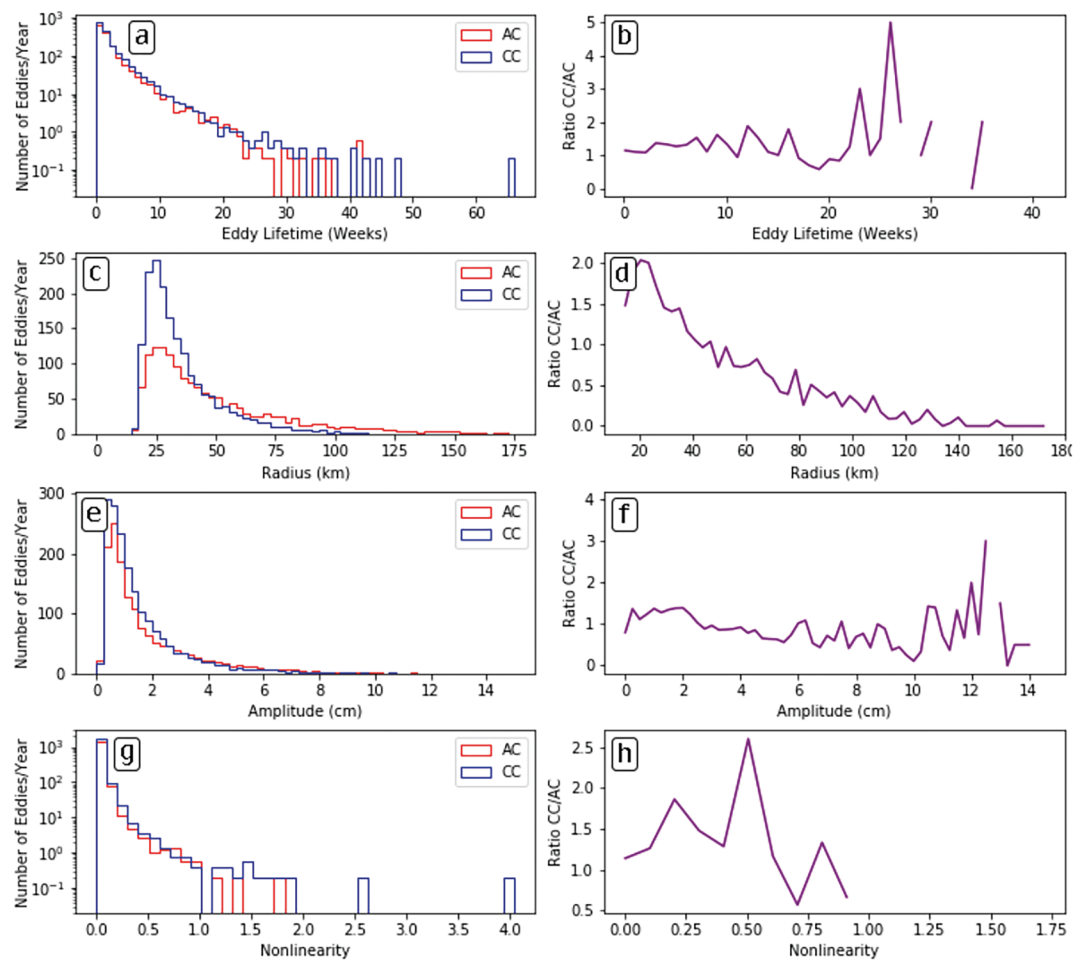 a
AC
CC
10³
10²
10¹
10⁰
10⁻¹
Number of Eddies/Year
0 10 20 30 40 50 60
Eddy Lifetime (Weeks)
b
5
4
3
2
1
0
Ratio CC/AC
0 10 20 30 40
Eddy Lifetime (Weeks)
c
AC
CC
250
200
150
100
50
0
Number of Eddies/Year
0 25 50 75 100 125 150 175
Radius (km)
d
2.0
1.5
1.0
0.5
0.0
Ratio CC/AC
20 40 60 80 100 120 140 160 180
Radius (km)
e
AC
CC
300
200
100
0
Number of Eddies/Year
0 2 4 6 8 10 12 14
Amplitude (cm)
f
4
3
2
1
0
Ratio CC/AC
0 2 4 6 8 10 12 14
Amplitude (cm)
g
AC
CC
10³
10²
10¹
10⁰
10⁻¹
Number of Eddies/Year
0.0 0.5 1.0 1.5 2.0 2.5 3.0 3.5 4.0
Nonlinearity
h
2.5
2.0
1.5
1.0
0.5
Ratio CC/AC
0.00 0.25 0.50 0.75 1.00 1.25 1.50 1.75
Nonlinearity